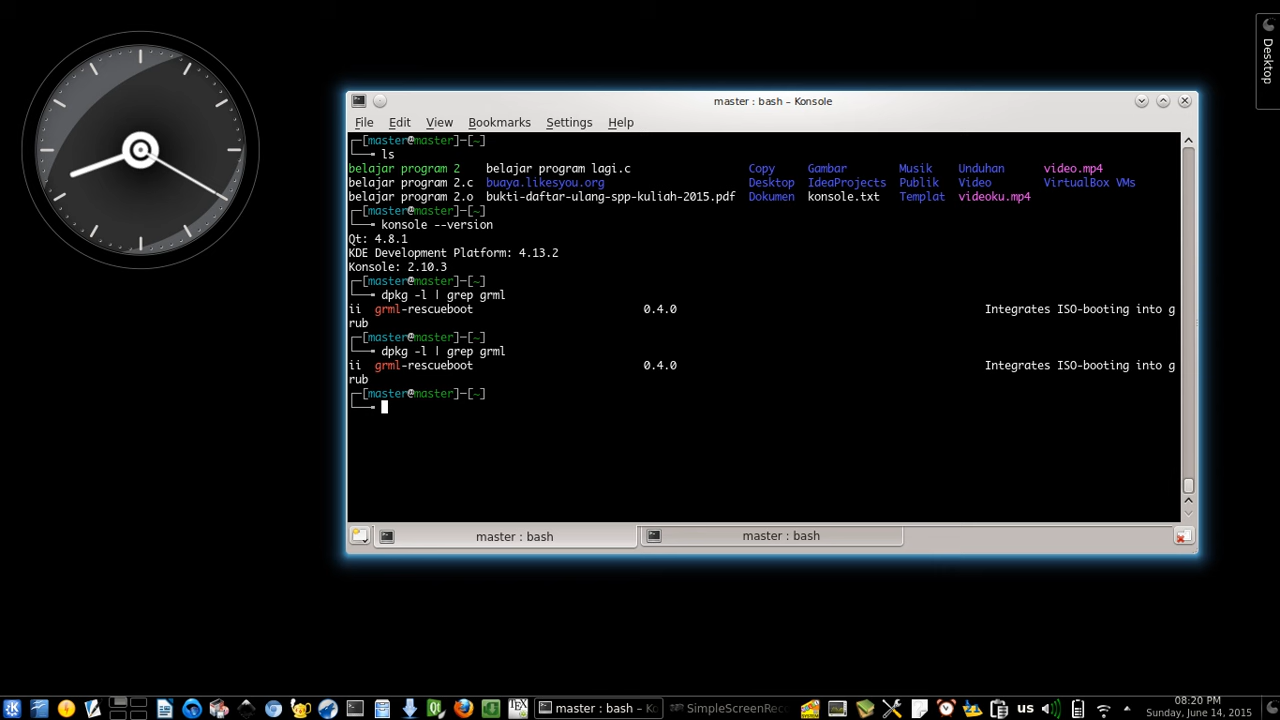 Desktop
master : bash – Konsole
File Edit View Bookmarks Settings Help
┌─[master@master]─[~]
└──╼ ls
belajar program 2 belajar program lagi.c Copy Gambar Musik Unduhan video.mp4
belajar program 2.c buaya.likesyou.org Desktop IdeaProjects Publik Video VirtualBox VMs
belajar program 2.o bukti-daftar-ulang-spp-kuliah-2015.pdf Dokumen konsole.txt Templat videoku.mp4
┌─[master@master]─[~]
└──╼ konsole --version
Qt: 4.8.1
KDE Development Platform: 4.13.2
Konsole: 2.10.3
┌─[master@master]─[~]
└──╼ dpkg -l | grep grml
ii grml-rescueboot 0.4.0 Integrates ISO-booting into g
rub
┌─[master@master]─[~]
└──╼ dpkg -l | grep grml
ii grml-rescueboot 0.4.0 Integrates ISO-booting into g
rub
┌─[master@master]─[~]
└──╼
master : bash master : bash
master : bash – Ko SimpleScreenRec us 08:20 PM
Sunday, June 14, 2015